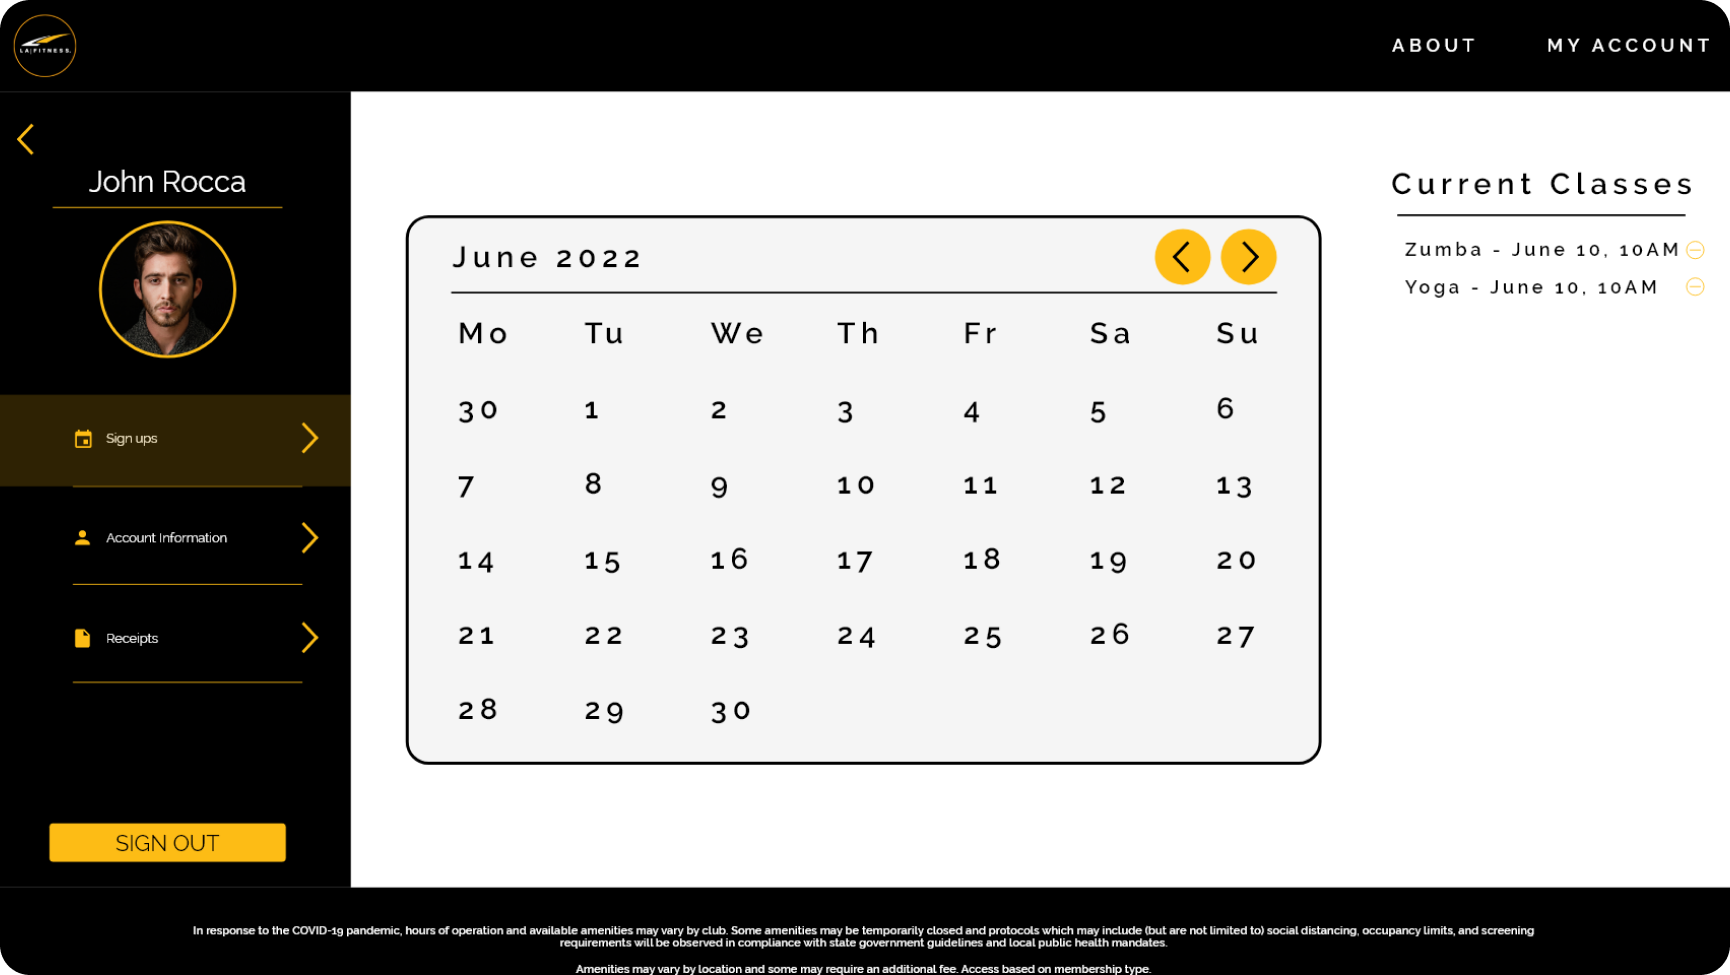 LA|FITNESS.
ABOUT
MY ACCOUNT
John Rocca
Sign ups
Account Information
Receipts
SIGN OUT
June 2022
Mo Tu We Th Fr Sa Su
30 1 2 3 4 5 6
7 8 9 10 11 12 13
14 15 16 17 18 19 20
21 22 23 24 25 26 27
28 29 30
Current Classes
Zumba - June 10, 10AM
Yoga - June 10, 10AM
In response to the COVID-19 pandemic, hours of operation and available amenities may vary by club. Some amenities may be temporarily closed and protocols which may include (but are not limited to) social distancing, occupancy limits, and screening
requirements will be observed in compliance with state government guidelines and local public health mandates.
Amenities may vary by location and some may require an additional fee. Access based on membership type.